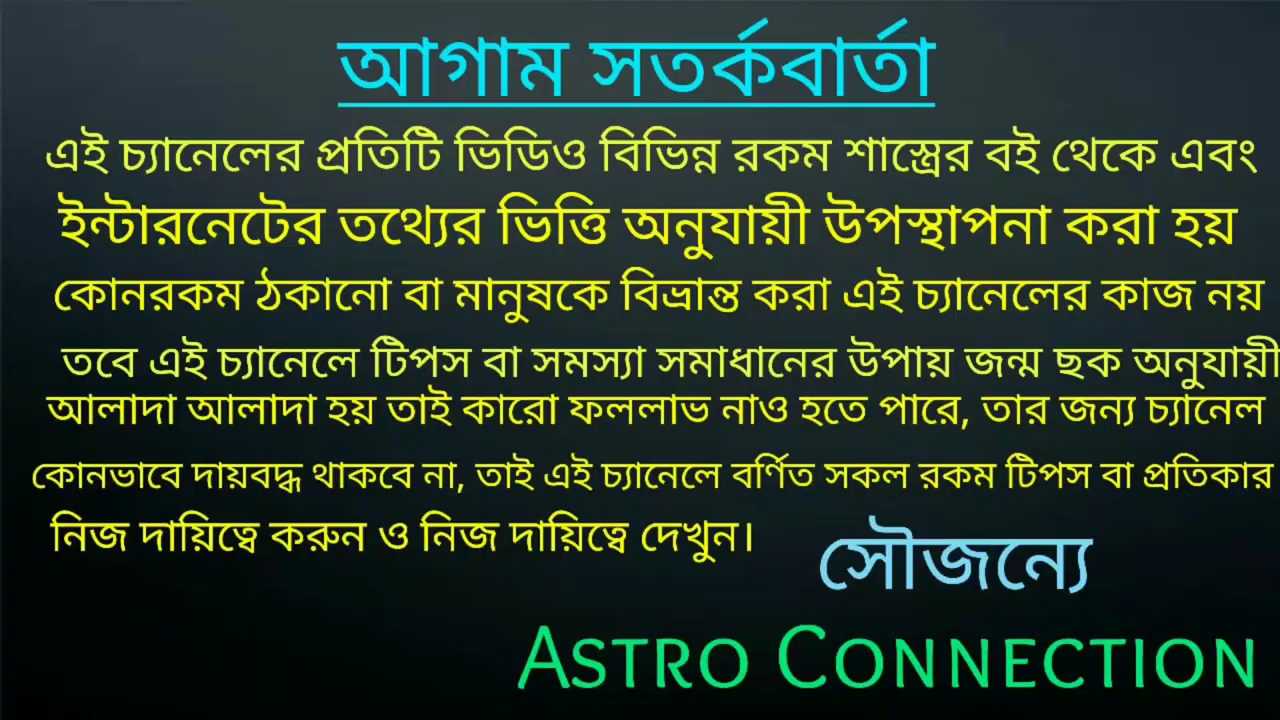 আগাম সতর্কবার্তা
এই চ্যানেলের প্রতিটি ভিডিও বিভিন্ন রকম শাস্ত্রের বই থেকে এবং
ইন্টারনেটের তথ্যের ভিত্তি অনুযায়ী উপস্থাপনা করা হয়
কোনরকম ঠকানো বা মানুষকে বিভ্রান্ত করা এই চ্যানেলের কাজ নয়
তবে এই চ্যানেলে টিপস বা সমস্যা সমাধানের উপায় জন্ম ছক অনুযায়ী
আলাদা আলাদা হয় তাই কারো ফললাভ নাও হতে পারে, তার জন্য চ্যানেল
কোনভাবে দায়বদ্ধ থাকবে না, তাই এই চ্যানেলে বর্ণিত সকল রকম টিপস বা প্রতিকার
নিজ দায়িত্বে করুন ও নিজ দায়িত্বে দেখুন।
সৌজন্যে
Astro Connection